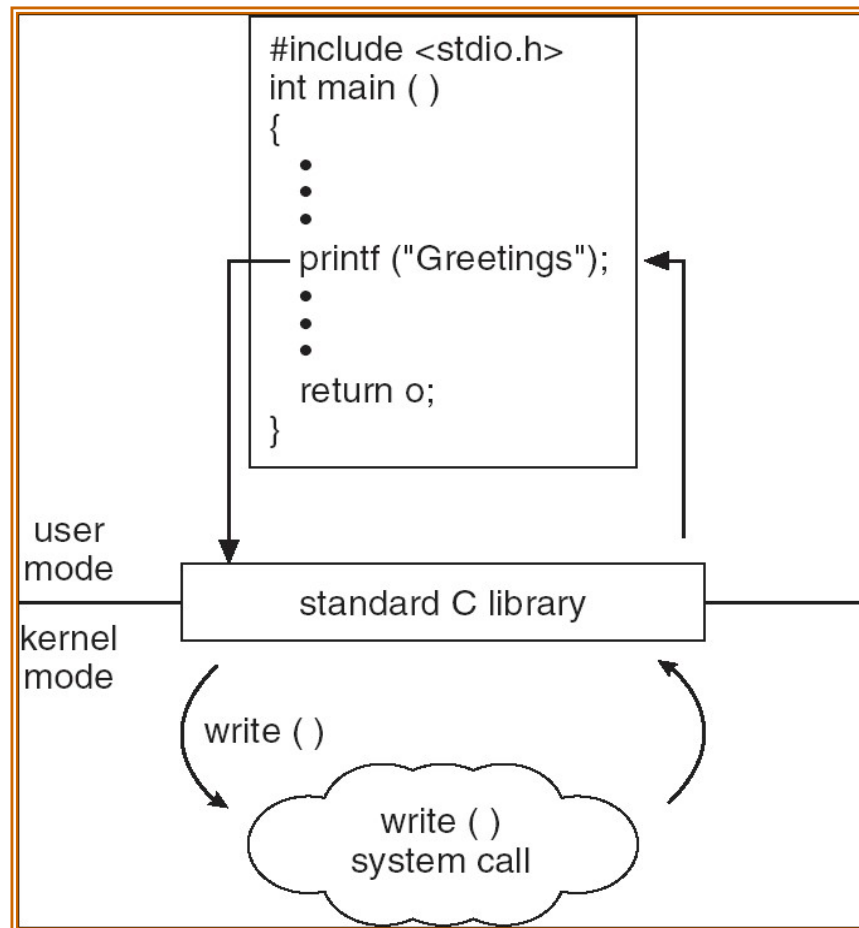 #include <stdio.h>
int main ( )
{
•
•
•
printf ("Greetings");
•
•
•
return o;
}
user
mode
standard C library
kernel
mode
write ( )
write ( )
system call